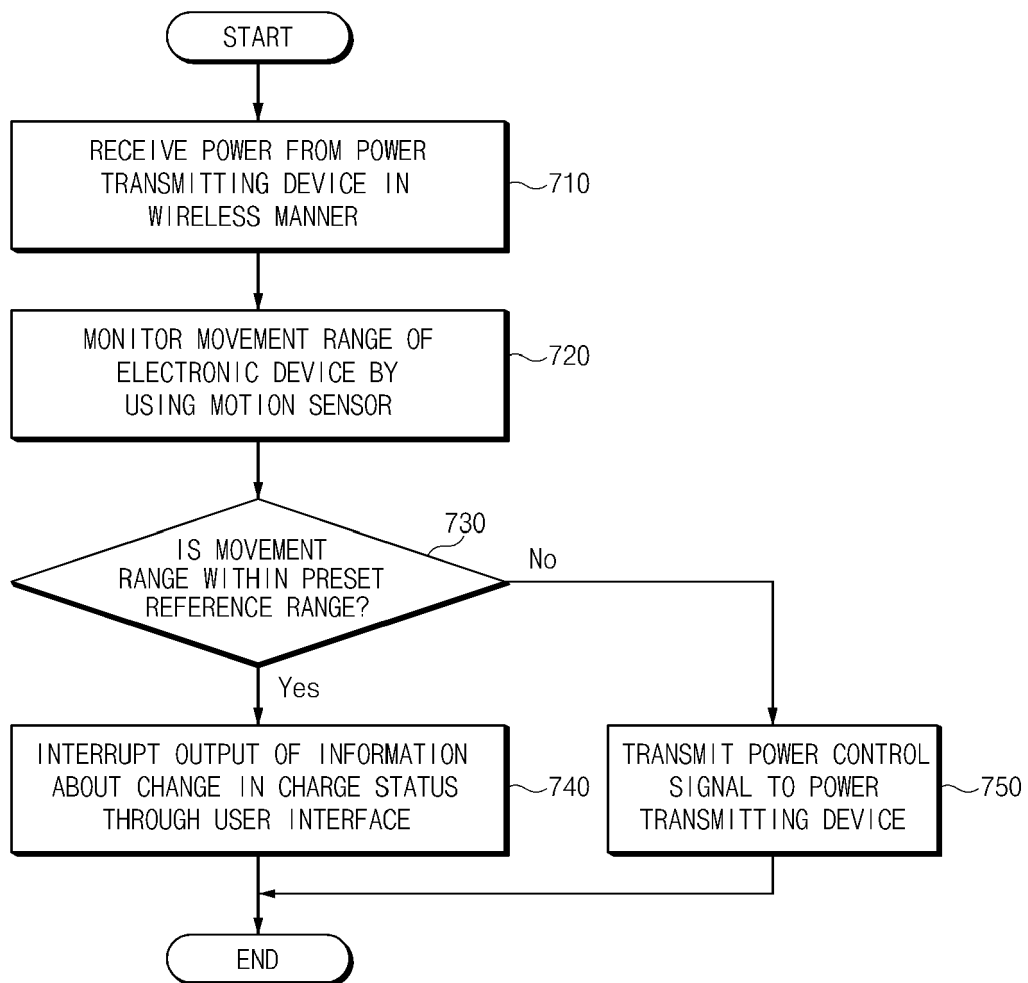 START
RECEIVE POWER FROM POWER
TRANSMITTING DEVICE IN
WIRELESS MANNER
710
MONITOR MOVEMENT RANGE OF
ELECTRONIC DEVICE BY
USING MOTION SENSOR
720
730
IS MOVEMENT
RANGE WITHIN PRESET
REFERENCE RANGE?
No
Yes
INTERRUPT OUTPUT OF INFORMATION
ABOUT CHANGE IN CHARGE STATUS
THROUGH USER INTERFACE
740
TRANSMIT POWER CONTROL
SIGNAL TO POWER
TRANSMITTING DEVICE
750
END